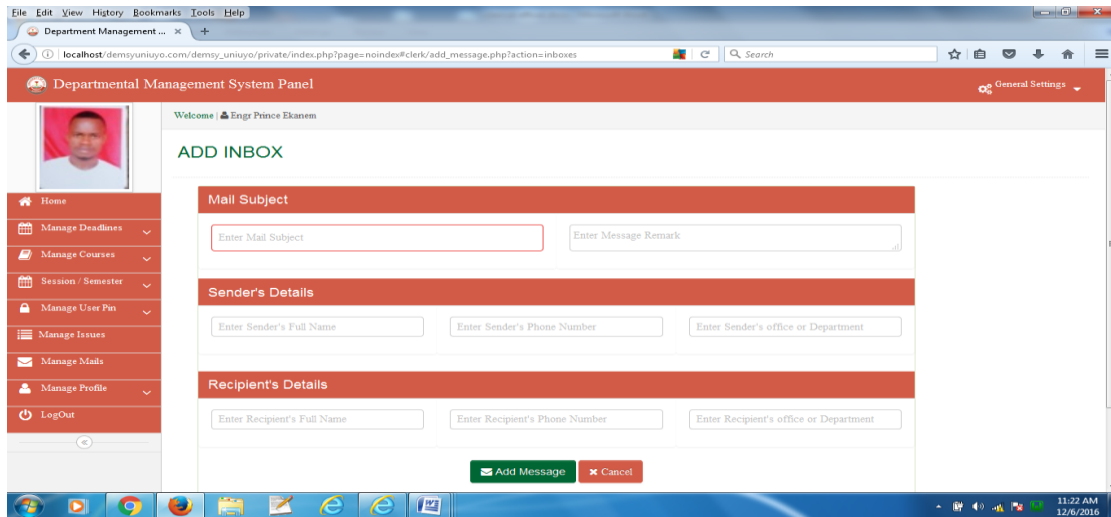 File Edit View History Bookmarks Tools Help
Department Management ... × +
localhost/demsyuniuyo.com/demsy_uniuyo/private/index.php?page=noindex#clerk/add_message.php?action=inboxes Search
Departmental Management System Panel General Settings
Welcome | Engr Prince Ekanem
ADD INBOX
Home
Manage Deadlines
Manage Courses
Session / Semester
Manage User Pin
Manage Issues
Manage Mails
Manage Profile
LogOut
Mail Subject
Enter Mail Subject Enter Message Remark
Sender's Details
Enter Sender's Full Name Enter Sender's Phone Number Enter Sender's office or Department
Recipient's Details
Enter Recipient's Full Name Enter Recipient's Phone Number Enter Recipient's office or Department
Add Message Cancel
11:22 AM
12/6/2016